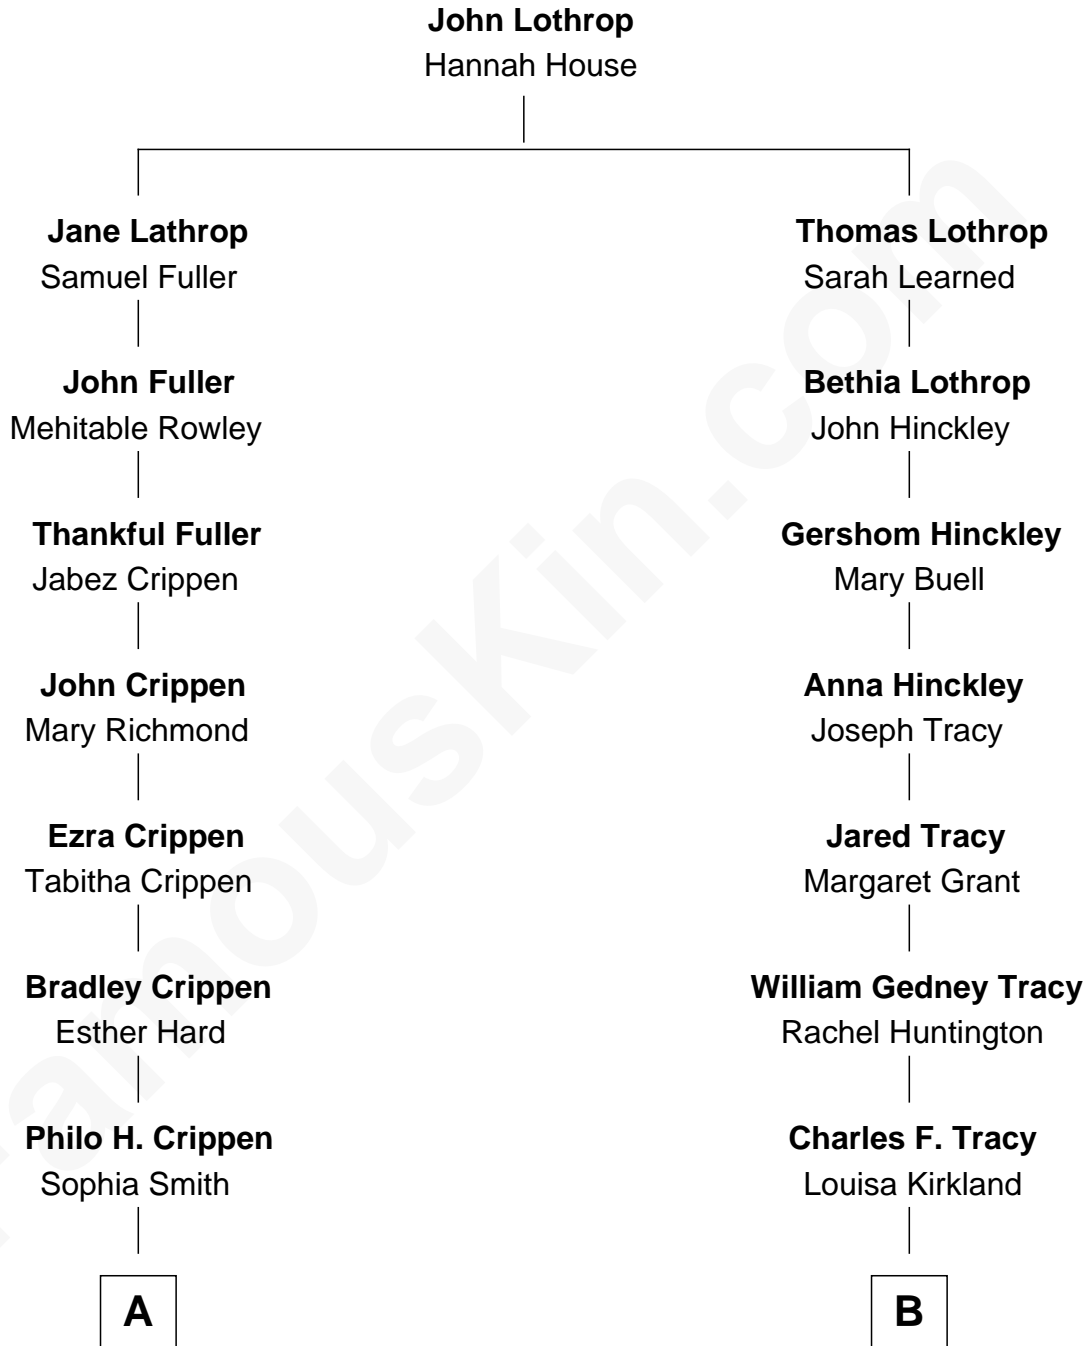 John Lothrop
Hannah House
Jane Lathrop
Samuel Fuller
Thomas Lothrop
Sarah Learned
John Fuller
Mehitable Rowley
Bethia Lothrop
John Hinckley
Thankful Fuller
Jabez Crippen
Gershom Hinckley
Mary Buell
John Crippen
Mary Richmond
Anna Hinckley
Joseph Tracy
Ezra Crippen
Tabitha Crippen
Jared Tracy
Margaret Grant
Bradley Crippen
Esther Hard
William Gedney Tracy
Rachel Huntington
Philo H. Crippen
Sophia Smith
Charles F. Tracy
Louisa Kirkland
A
B
famouskin.com